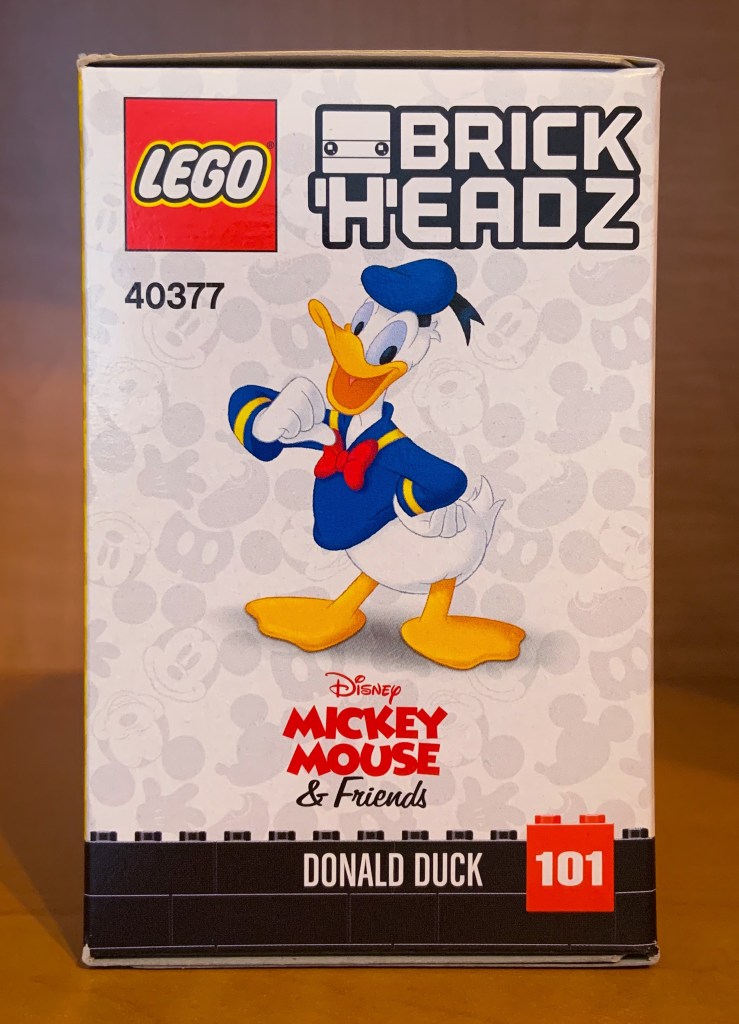 LEGO®
BRICK
HEADZ
40377
Disney
MICKEY
MOUSE
& Friends
DONALD DUCK
101